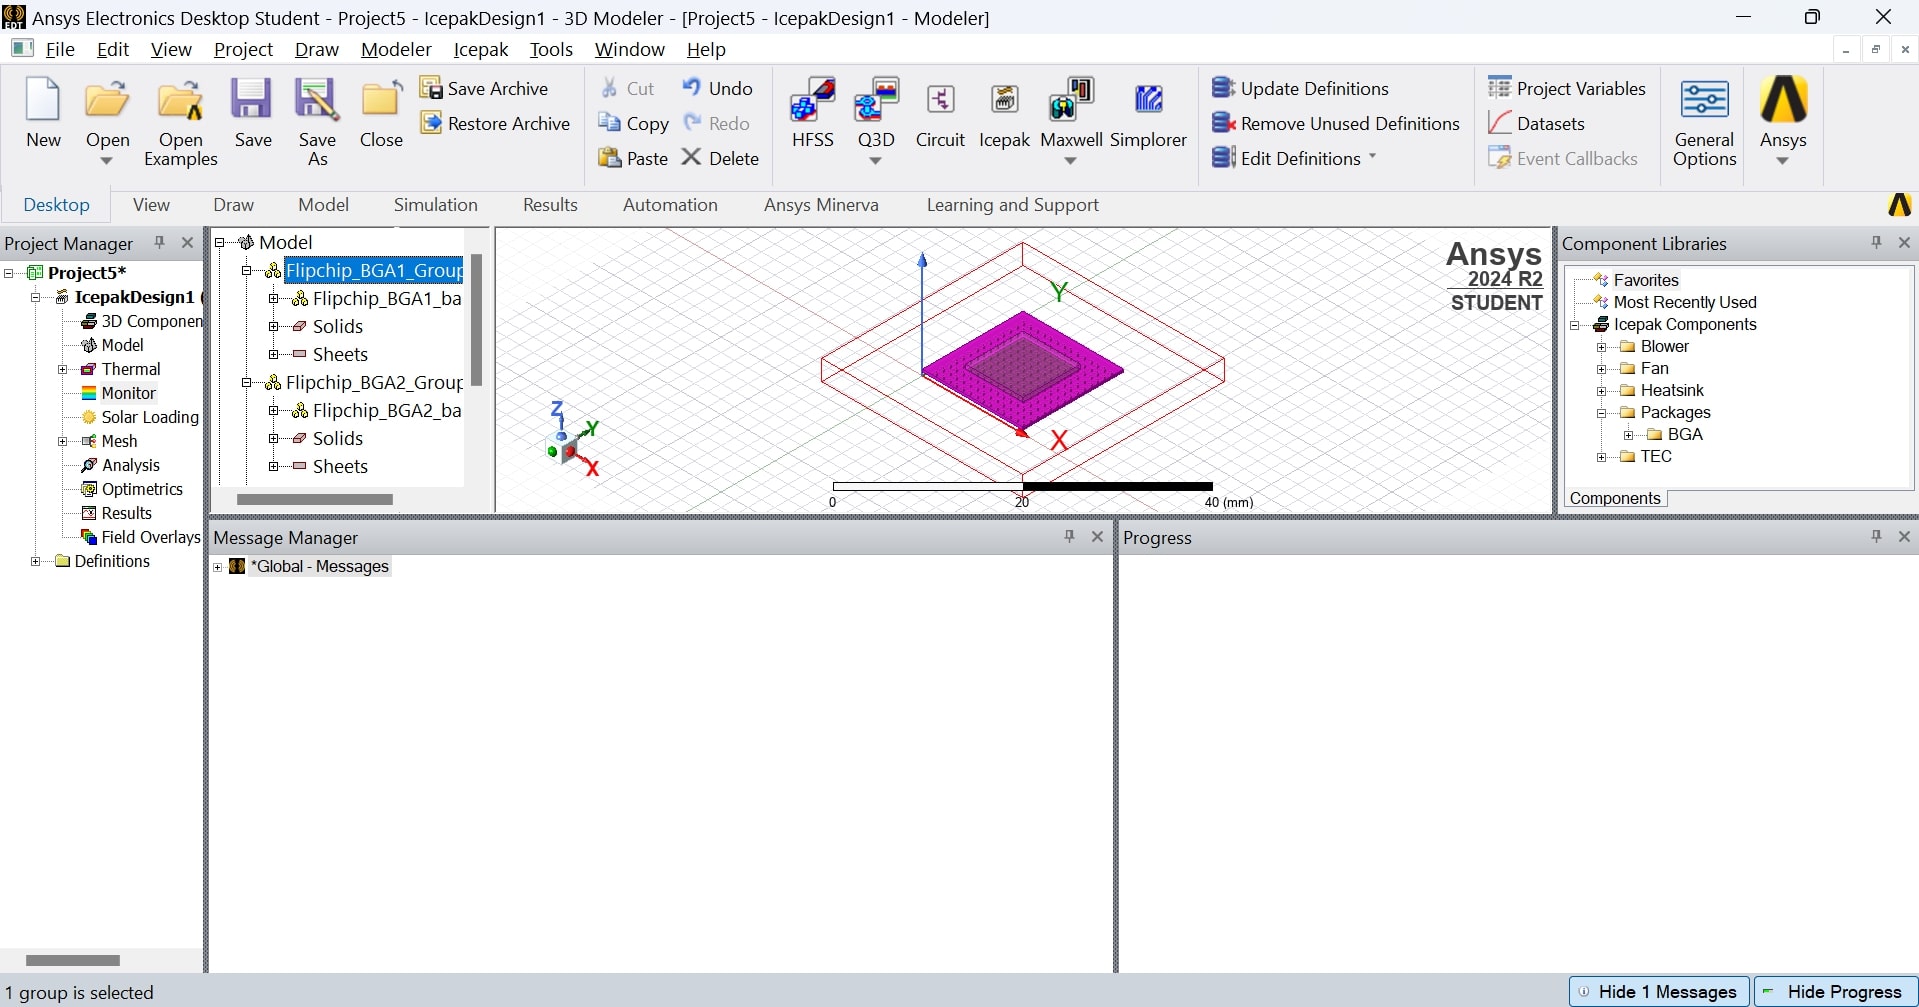 Ansys Electronics Desktop Student - Project5 - IcepakDesign1 - 3D Modeler - [Project5 - IcepakDesign1 - Modeler]
File Edit View Project Draw Modeler Icepak Tools Window Help
New
Open
Open Examples
Save
Save As
Close
Save Archive
Restore Archive
Cut
Copy
Paste
Undo
Redo
Delete
HFSS
Q3D
Circuit
Icepak
Maxwell
Simplorer
Update Definitions
Remove Unused Definitions
Edit Definitions
Project Variables
Datasets
Event Callbacks
General Options
Ansys
Desktop View Draw Model Simulation Results Automation Ansys Minerva Learning and Support
Project Manager
Project5*
IcepakDesign1 (
3D Componen
Model
Thermal
Monitor
Solar Loading
Mesh
Analysis
Optimetrics
Results
Field Overlays
Definitions
Model
Flipchip_BGA1_Group
Flipchip_BGA1_ba
Solids
Sheets
Flipchip_BGA2_Group
Flipchip_BGA2_ba
Solids
Sheets
Ansys
2024 R2
STUDENT
Y
X
Z
Y
X
0 20 40 (mm)
Component Libraries
Favorites
Most Recently Used
Icepak Components
Blower
Fan
Heatsink
Packages
BGA
TEC
Components
Message Manager
*Global - Messages
Progress
1 group is selected
Hide 1 Messages
Hide Progress